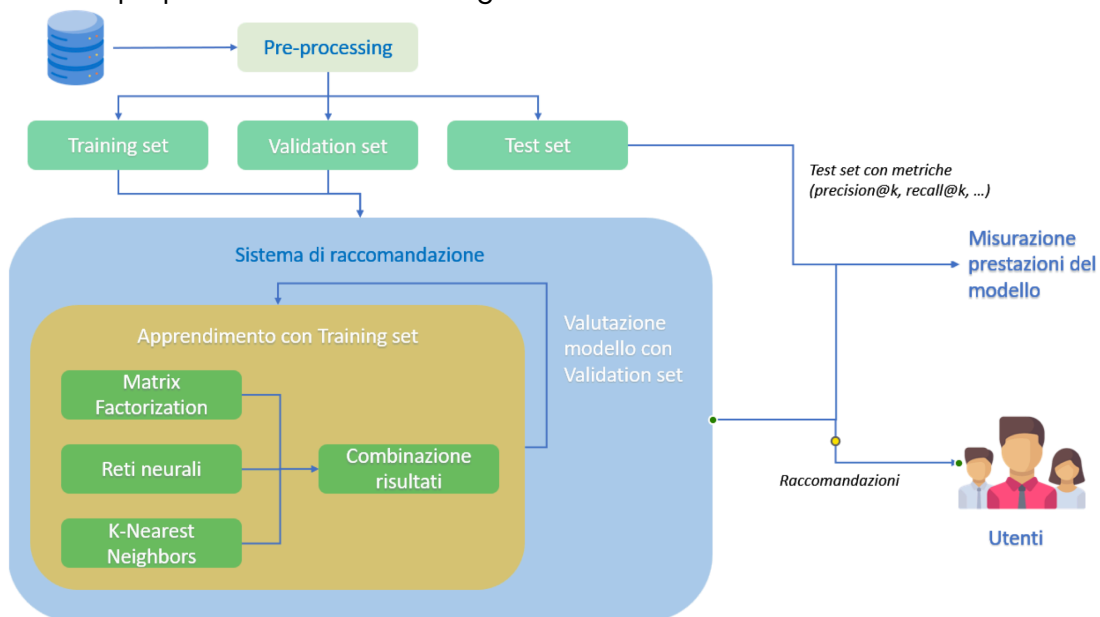 Pre-processing
Training set
Validation set
Test set
Test set con metriche
(precision@k, recall@k, ...)
Misurazione
prestazioni del
modello
Sistema di raccomandazione
Valutazione
modello con
Validation set
Apprendimento con Training set
Matrix
Factorization
Reti neurali
K-Nearest
Neighbors
Combinazione
risultati
Raccomandazioni
Utenti